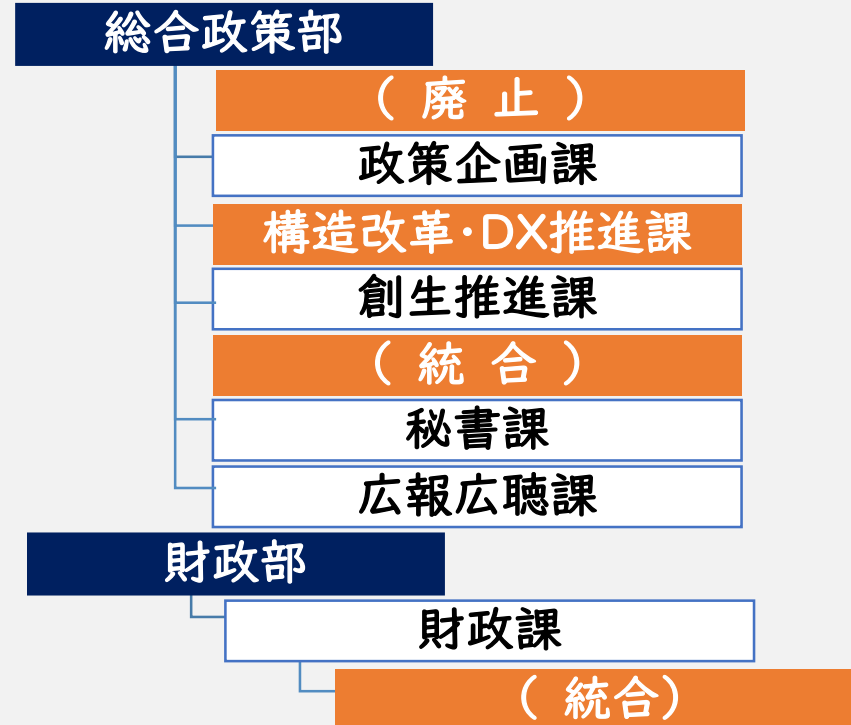 総合政策部
( 廃 止 )
政策企画課
構造改革・DX推進課
創生推進課
( 統 合 )
秘書課
広報広聴課
財政部
財政課
( 統合)